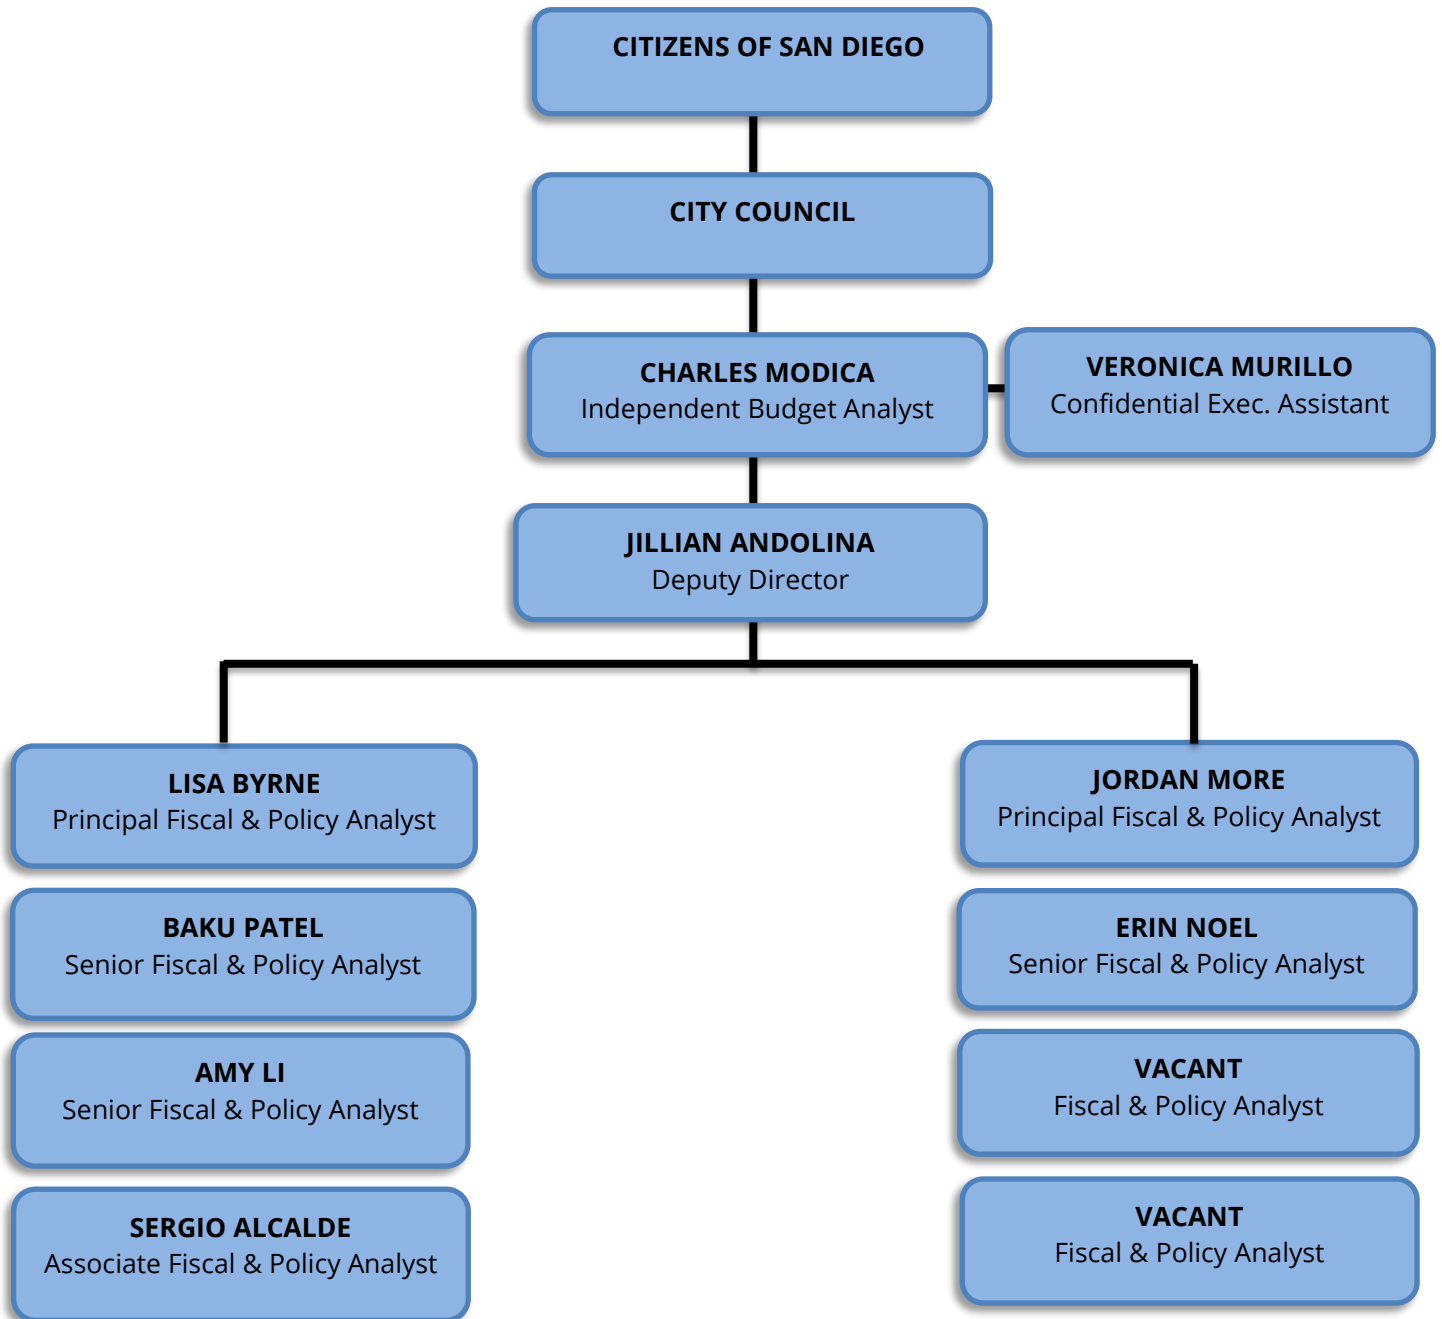 CITIZENS OF SAN DIEGO
CITY COUNCIL
CHARLES MODICA
Independent Budget Analyst
VERONICA MURILLO
Confidential Exec. Assistant
JILLIAN ANDOLINA
Deputy Director
LISA BYRNE
Principal Fiscal & Policy Analyst
BAKU PATEL
Senior Fiscal & Policy Analyst
AMY LI
Senior Fiscal & Policy Analyst
SERGIO ALCALDE
Associate Fiscal & Policy Analyst
JORDAN MORE
Principal Fiscal & Policy Analyst
ERIN NOEL
Senior Fiscal & Policy Analyst
VACANT
Fiscal & Policy Analyst
VACANT
Fiscal & Policy Analyst